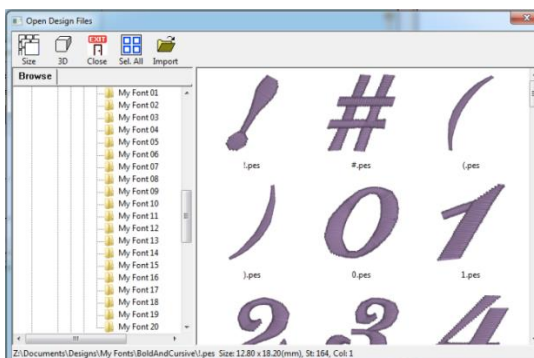 Open Design Files
Size 3D EXIT Close Sel. All Import
Browse
My Font 01
My Font 02
My Font 03
My Font 04
My Font 05
My Font 06
My Font 07
My Font 08
My Font 09
My Font 10
My Font 11
My Font 12
My Font 13
My Font 14
My Font 15
My Font 16
My Font 17
My Font 18
My Font 19
My Font 20
! # (
!.pes #.pes (.pes
) 0 1
).pes 0.pes 1.pes
2 3 4
Z:\Documents\Designs\My Fonts\BoldAndCursive\!.pes Size: 12.80 x 18.20(mm), St: 164, Col: 1